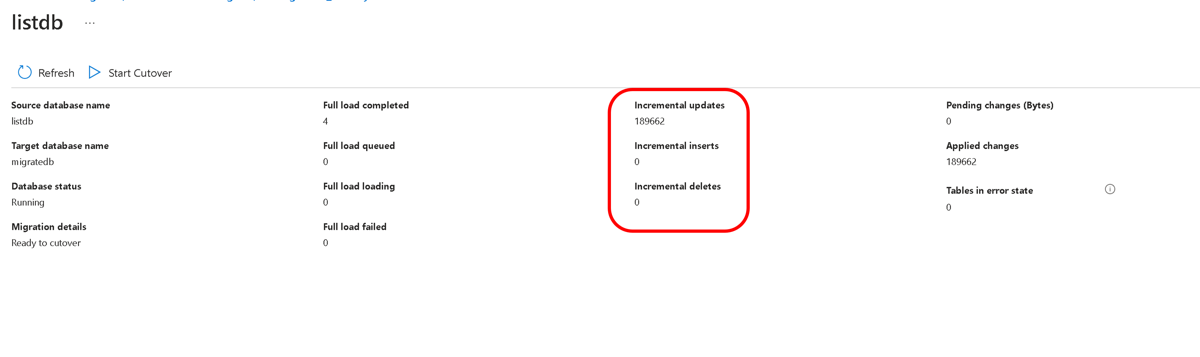 listdb ...
Refresh Start Cutover
Source database name
listdb
Target database name
migratedb
Database status
Running
Migration details
Ready to cutover
Full load completed
4
Full load queued
0
Full load loading
0
Full load failed
0
Incremental updates
189662
Incremental inserts
0
Incremental deletes
0
Pending changes (Bytes)
0
Applied changes
189662
Tables in error state
0